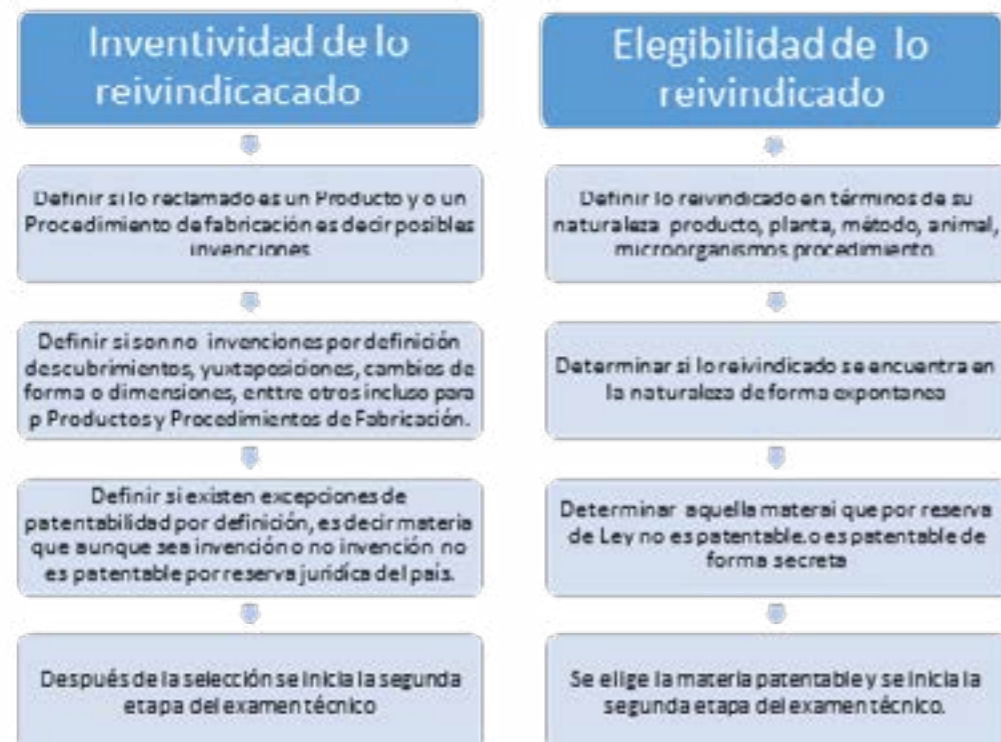 Inventividad de lo
reivindicacado
Definir si lo reclamado es un Producto y o un
Procedimiento de fabricación es decir posibles
invenciones
Definir si son no invenciones por definición
descubrimientos, yuxtaposiciones, cambios de
forma o dimensiones, enttre otros incluso para
p Productos y Procedimientos de Fabricación.
Definir si existen excepciones de
patentabilidad por definición, es decir materia
que aunque sea invención o no invención no
es patentable por reserva jurídica del país.
Después de la selección se inicia la segunda
etapa del examen técnico
Elegibilidad de lo
reivindicado
Definir lo reivindicado en términos de su
naturaleza producto, planta, método, animal,
microorganismos procedimiento
Determinar si lo reivindicado se encuentra en
la naturaleza de forma expontanea
Determinar aquella materai que por reserva
de Ley no es patentable.o es patentable de
forma secreta
Se elige la materia patentable y se inicia la
segunda etapa del examen técnico.